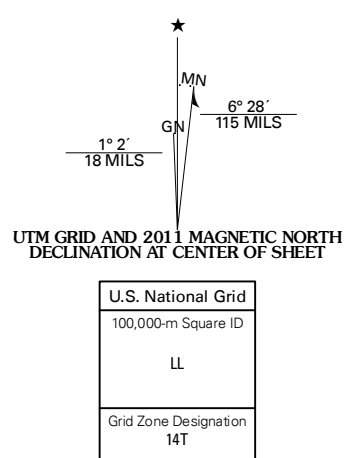 MN
6° 28´
115 MILS
GN
1° 2´
18 MILS
UTM GRID AND 2011 MAGNETIC NORTH
DECLINATION AT CENTER OF SHEET
U.S. National Grid
100,000-m Square ID
LL
Grid Zone Designation
14T